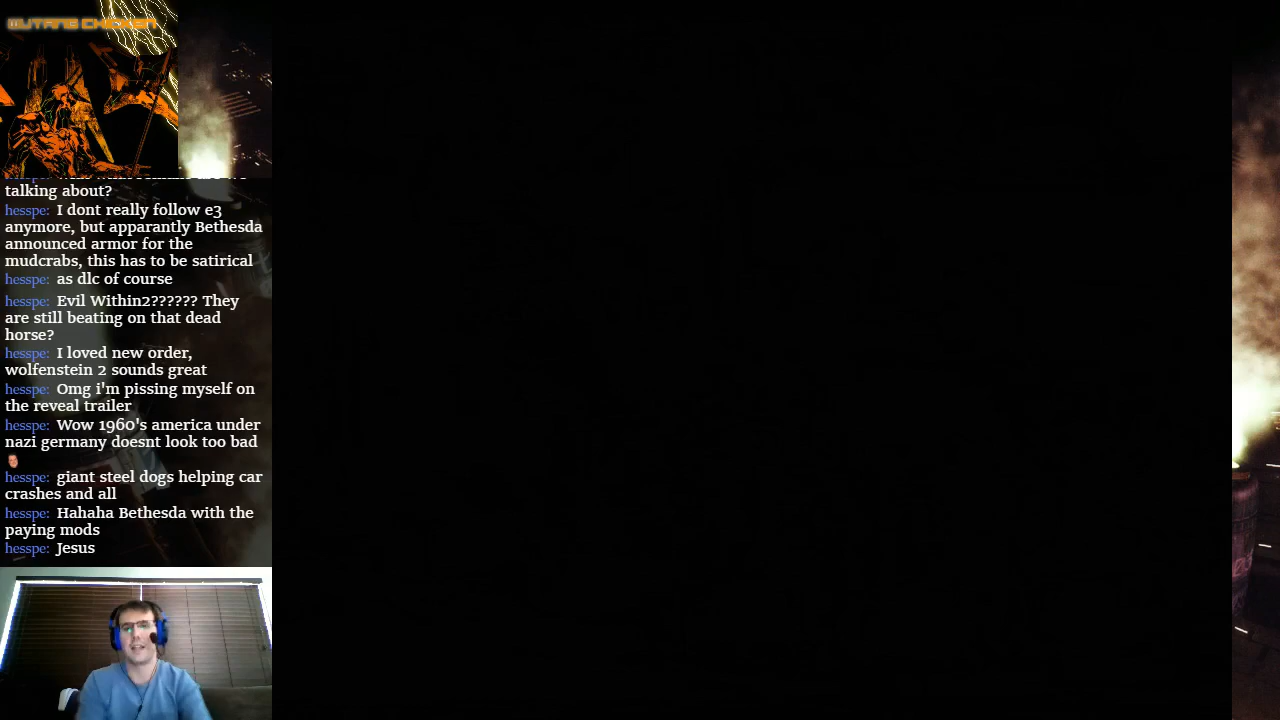 WUTANG CHICKEN
talking about?
hesspe: I dont really follow e3
anymore, but apparantly Bethesda
announced armor for the
mudcrabs, this has to be satirical
hesspe: as dlc of course
hesspe: Evil Within2?????? They
are still beating on that dead
horse?
hesspe: I loved new order,
wolfenstein 2 sounds great
hesspe: Omg i'm pissing myself on
the reveal trailer
hesspe: Wow 1960's america under
nazi germany doesnt look too bad
hesspe: giant steel dogs helping car
crashes and all
hesspe: Hahaha Bethesda with the
paying mods
hesspe: Jesus